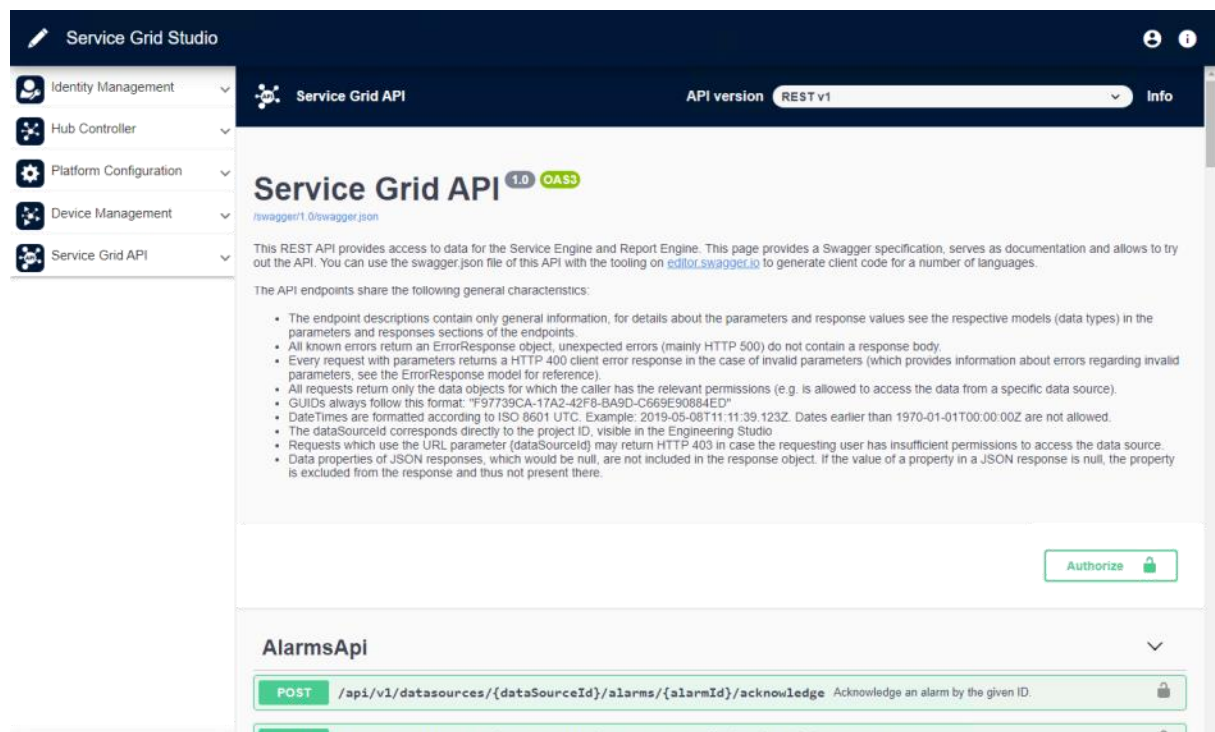 Service Grid Studio
Identity Management
Hub Controller
Platform Configuration
Device Management
Service Grid API
Service Grid API
API version
REST v1
Info
Service Grid API 1.0 OAS3
/swagger/1.0/swagger.json
This REST API provides access to data for the Service Engine and Report Engine. This page provides a Swagger specification, serves as documentation and allows to try
out the API. You can use the swagger.json file of this API with the tooling on editor.swagger.io to generate client code for a number of languages.
The API endpoints share the following general characteristics:
• The endpoint descriptions contain only general information, for details about the parameters and response values see the respective models (data types) in the
parameters and responses sections of the endpoints.
• All known errors return an ErrorResponse object, unexpected errors (mainly HTTP 500) do not contain a response body.
• Every request with parameters returns a HTTP 400 client error response in the case of invalid parameters (which provides information about errors regarding invalid
parameters, see the ErrorResponse model for reference).
• All requests return only the data objects for which the caller has the relevant permissions (e.g. is allowed to access the data from a specific data source).
• GUIDs always follow this format: "F97739CA-17A2-42F8-BA9D-C669E90884ED"
• DateTimes are formatted according to ISO 8601 UTC. Example: 2019-05-08T11:11:39.123Z. Dates earlier than 1970-01-01T00:00:00Z are not allowed.
• The dataSourceId corresponds directly to the project ID, visible in the Engineering Studio
• Requests which use the URL parameter {dataSourceId} may return HTTP 403 in case the requesting user has insufficient permissions to access the data source.
• Data properties of JSON responses, which would be null, are not included in the response object. If the value of a property in a JSON response is null, the property
is excluded from the response and thus not present there.
Authorize
AlarmsApi
POST /api/v1/datasources/{dataSourceId}/alarms/{alarmId}/acknowledge Acknowledge an alarm by the given ID.